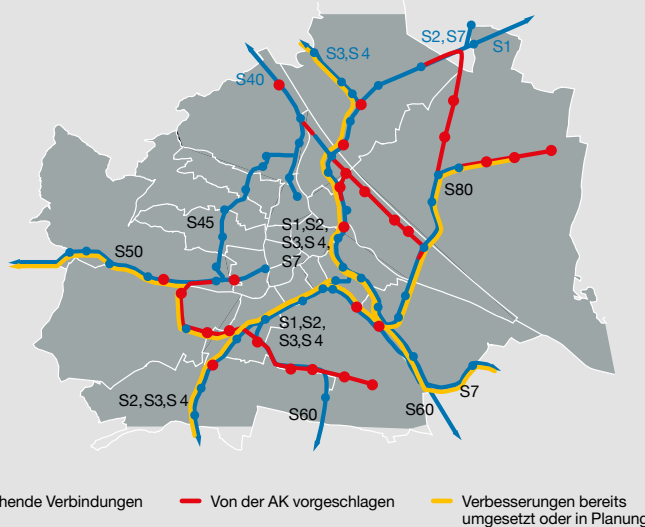 S2, S7
S1
S3, S 4
S40
S80
S45
S1, S2,
S3, S 4,
S7
S50
S1, S2,
S3, S 4
S2, S3, S 4
S60
S60
S7
hende Verbindungen
Von der AK vorgeschlagen
Verbesserungen bereits
umgesetzt oder in Planung